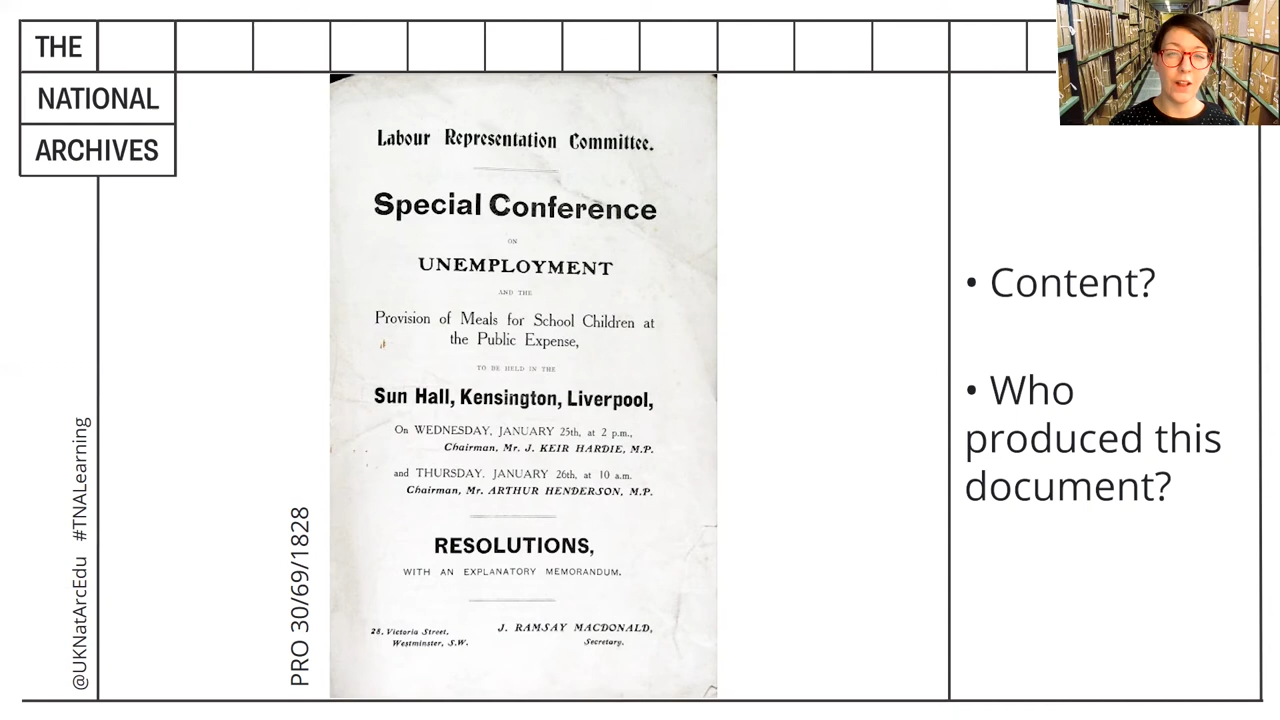 THE
NATIONAL
ARCHIVES
@UKNatArcEdu #TNALearning
PRO 30/69/1828
Labour Representation Committee.
Special Conference
ON
UNEMPLOYMENT
AND THE
Provision of Meals for School Children at
the Public Expense,
TO BE HELD IN THE
Sun Hall, Kensington, Liverpool,
On WEDNESDAY, JANUARY 25th, at 2 p.m.,
Chairman, Mr. J. KEIR HARDIE, M.P.
and THURSDAY, JANUARY 26th, at 10 a.m.
Chairman, Mr. ARTHUR HENDERSON, M.P.
RESOLUTIONS,
WITH AN EXPLANATORY MEMORANDUM.
28, Victoria Street,
Westminster, S.W.
J. RAMSAY MACDONALD,
Secretary.
• Content?
• Who
produced this
document?